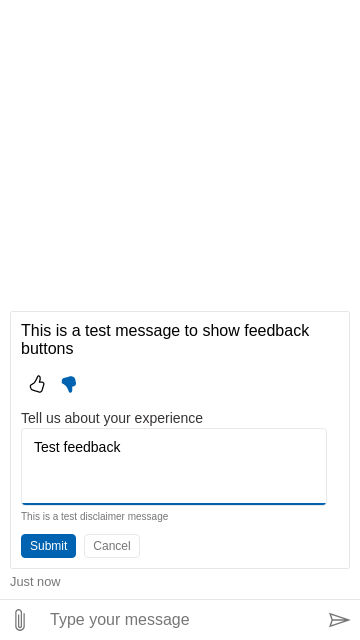 This is a test message to show feedback
buttons
Tell us about your experience
Test feedback
This is a test disclaimer message
Submit Cancel
Just now
Type your message